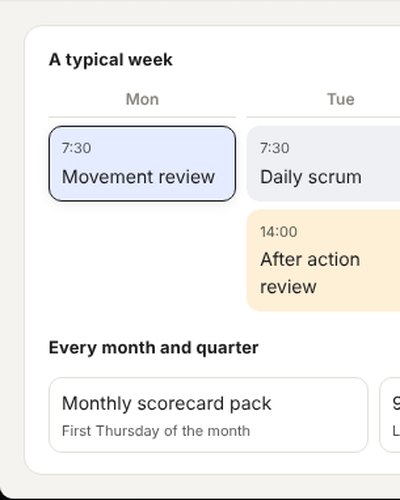 A typical week
Mon
Tue
7:30
Movement review
7:30
Daily scrum
14:00
After action
review
Every month and quarter
Monthly scorecard pack
First Thursday of the month
9
L